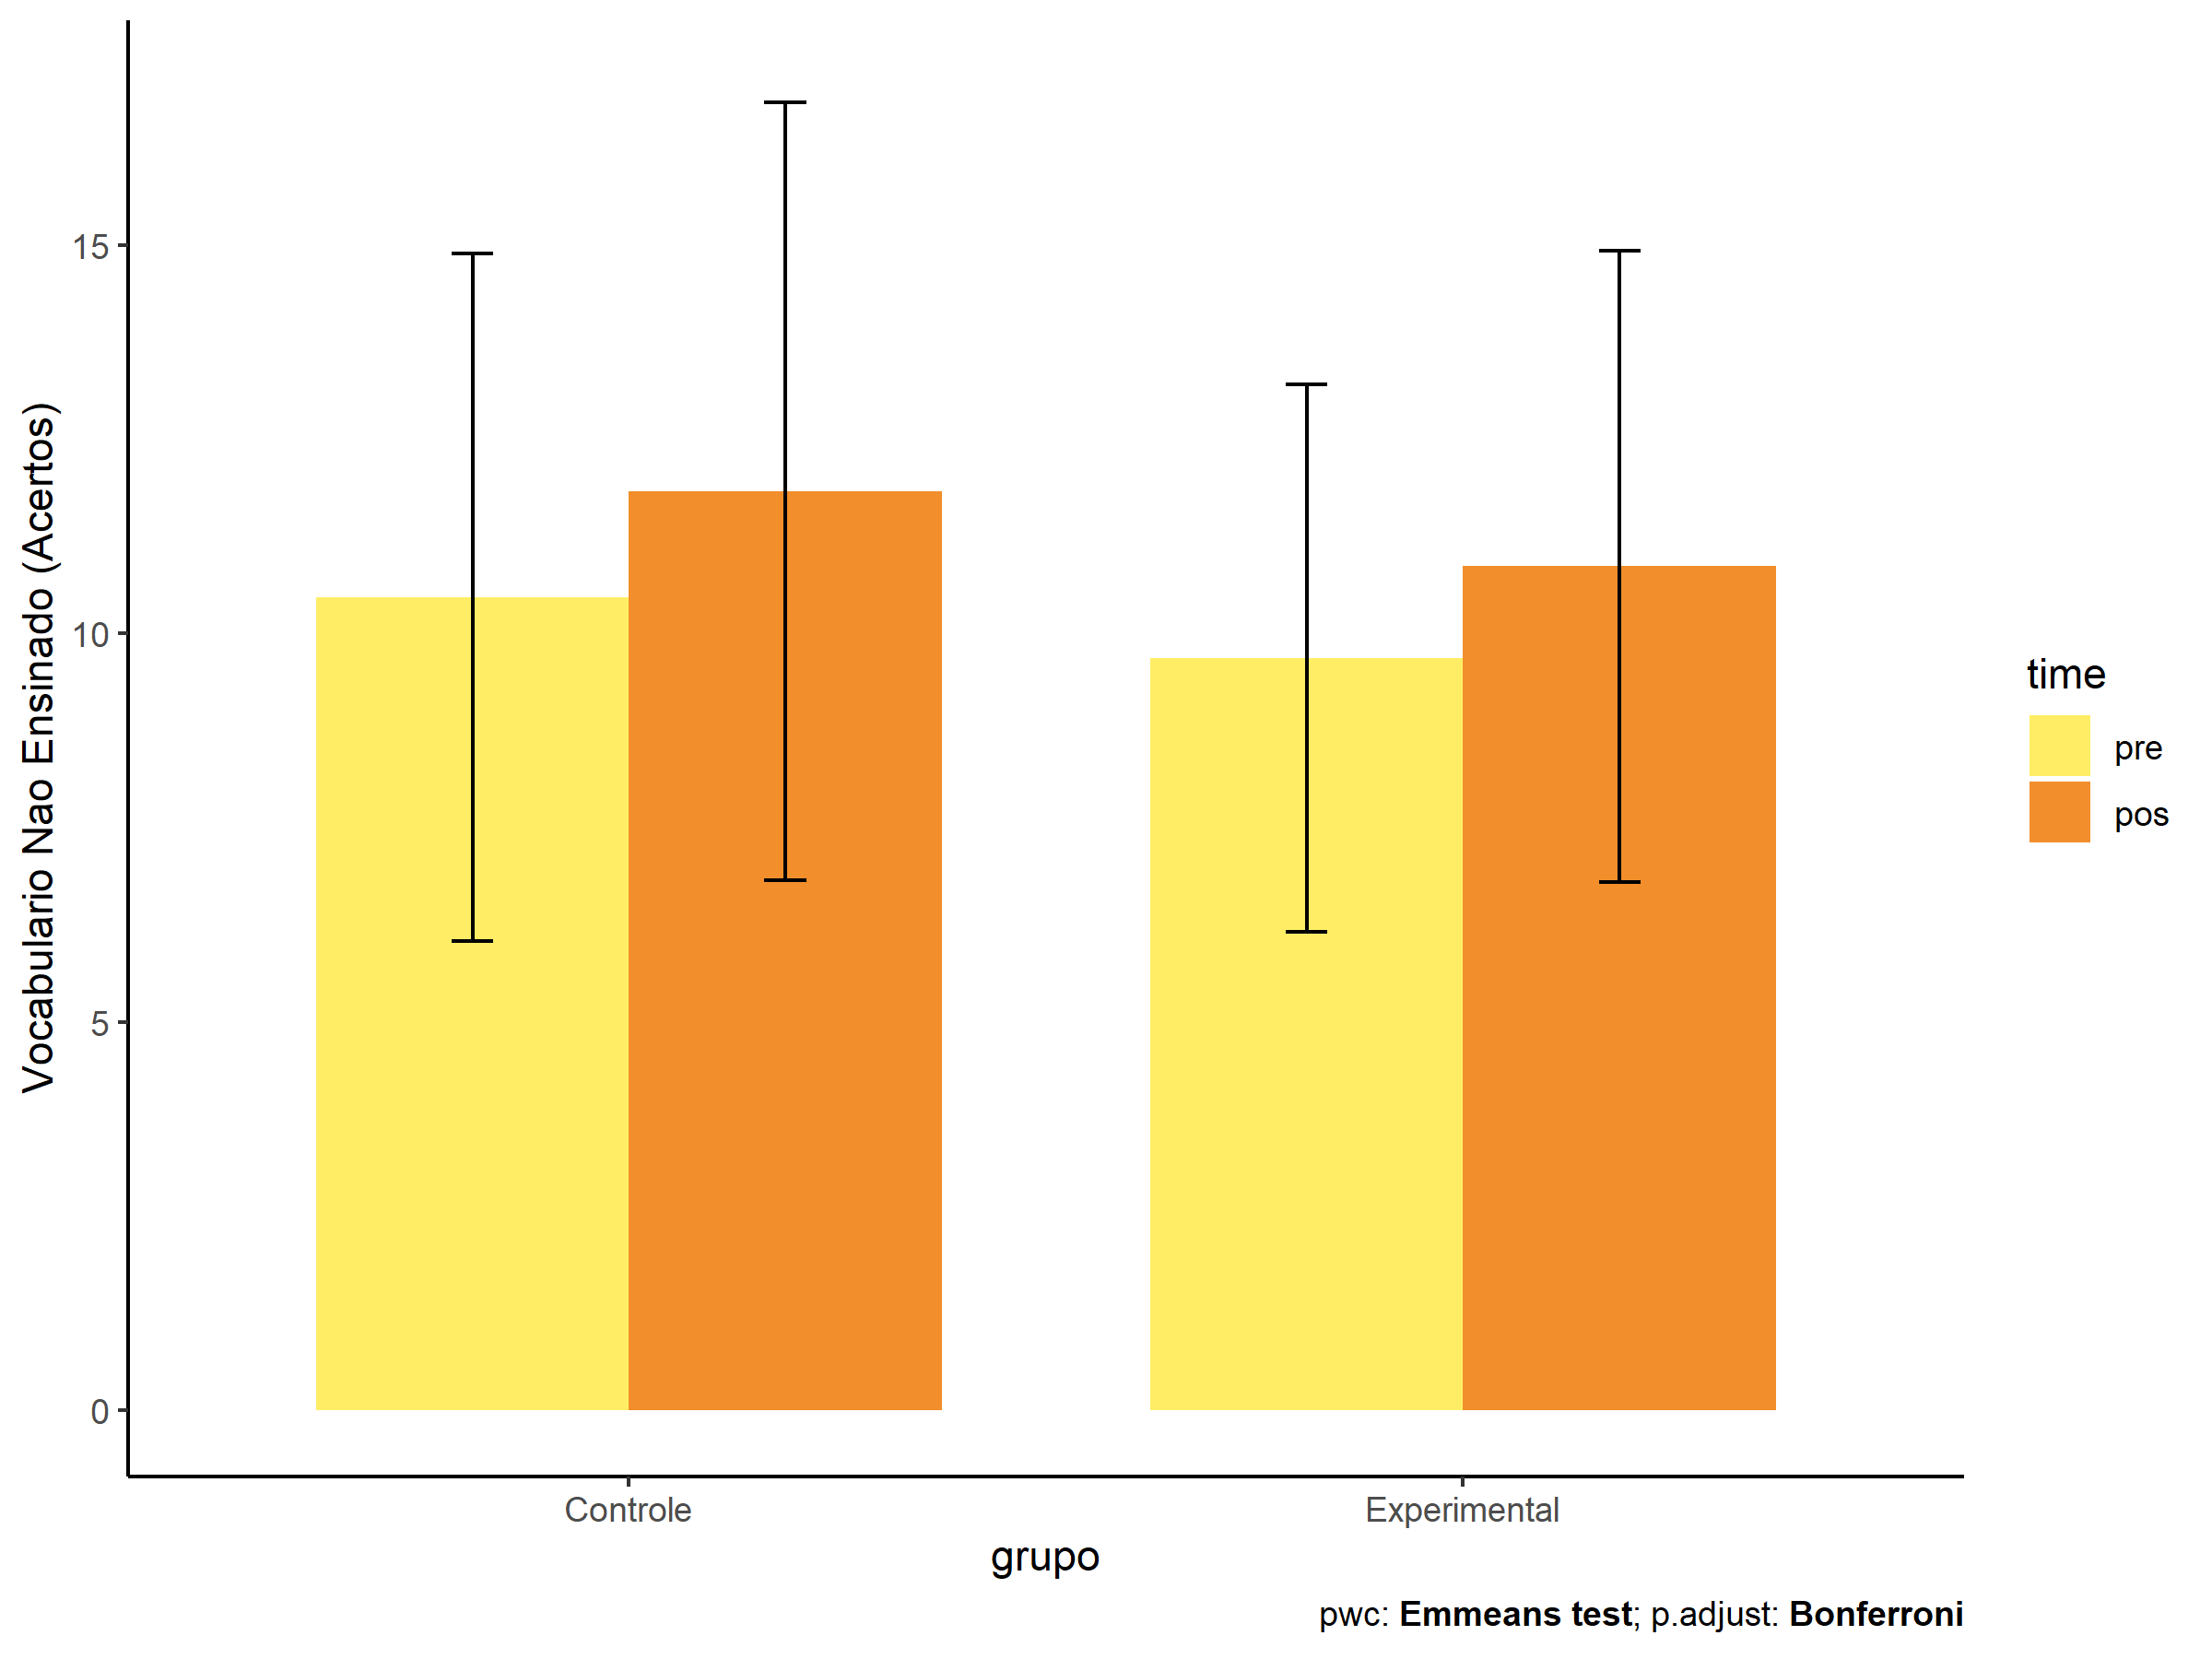 Vocabulario Nao Ensinado (Acertos)
15
10
5
0
Controle
Experimental
grupo
time
pre
pos
pwc: Emmeans test; p.adjust: Bonferroni